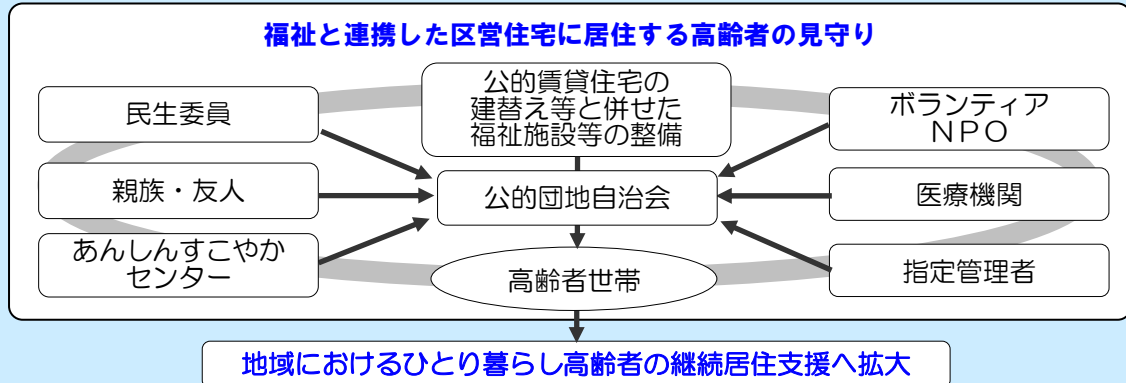 福祉と連携した区営住宅に居住する高齢者の見守り
公的賃貸住宅の
建替え等と併せた
福祉施設等の整備
民生委員
ボランティア
ＮＰＯ
親族・友人
公的団地自治会
医療機関
あんしんすこやか
センター
高齢者世帯
指定管理者
地域におけるひとり暮らし高齢者の継続居住支援へ拡大